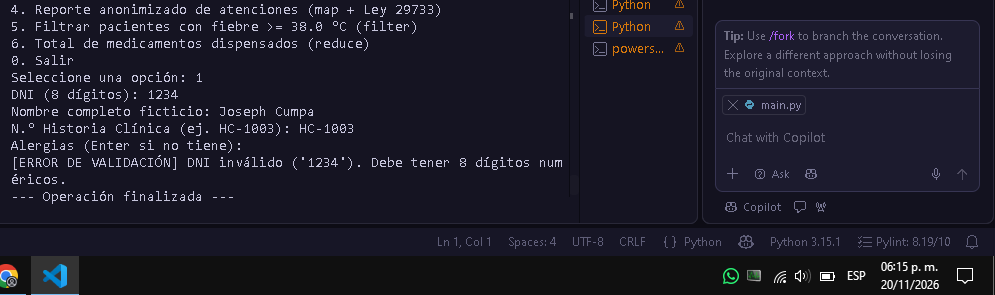 4. Reporte anonimizado de atenciones (map + Ley 29733)
5. Filtrar pacientes con fiebre >= 38.0 °C (filter)
6. Total de medicamentos dispensados (reduce)
0. Salir
Seleccione una opción: 1
DNI (8 dígitos): 1234
Nombre completo ficticio: Joseph Cumpa
N.° Historia Clínica (ej. HC-1003): HC-1003
Alergias (Enter si no tiene):
[ERROR DE VALIDACIÓN] DNI inválido ('1234'). Debe tener 8 dígitos num
éricos.
--- Operación finalizada ---
Python
Python
powers...
Tip: Use /fork to branch the conversation.
Explore a different approach without losing
the original context.
main.py
Chat with Copilot
Ask
Copilot
Ln 1, Col 1
Spaces: 4
UTF-8
CRLF
{ } Python
Python 3.15.1
Pylint: 8.19/10
ESP
06:15 p. m.
20/11/2026